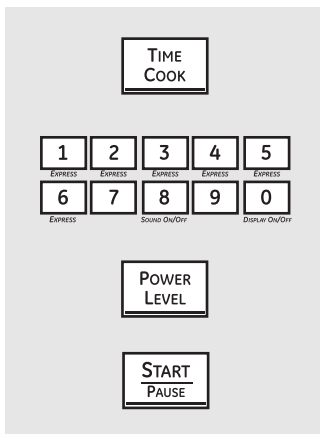 TIME
COOK
1 2 3 4 5
EXPRESS EXPRESS EXPRESS EXPRESS EXPRESS
6 7 8 9 0
EXPRESS SOUND ON/OFF DISPLAY ON/OFF
POWER
LEVEL
START
PAUSE